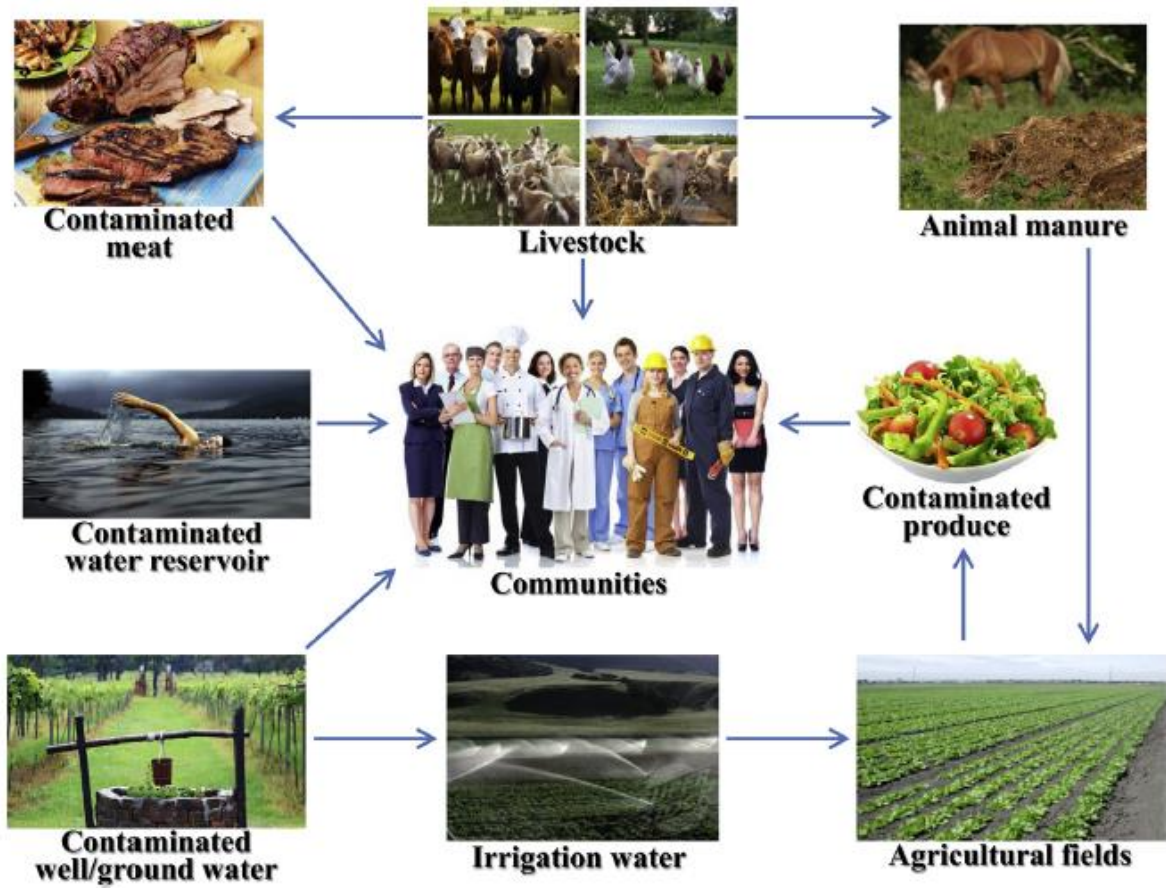 Contaminated
meat
Livestock
Animal manure
Contaminated
water reservoir
Communities
Contaminated
produce
Contaminated
well/ground water
Irrigation water
Agricultural fields